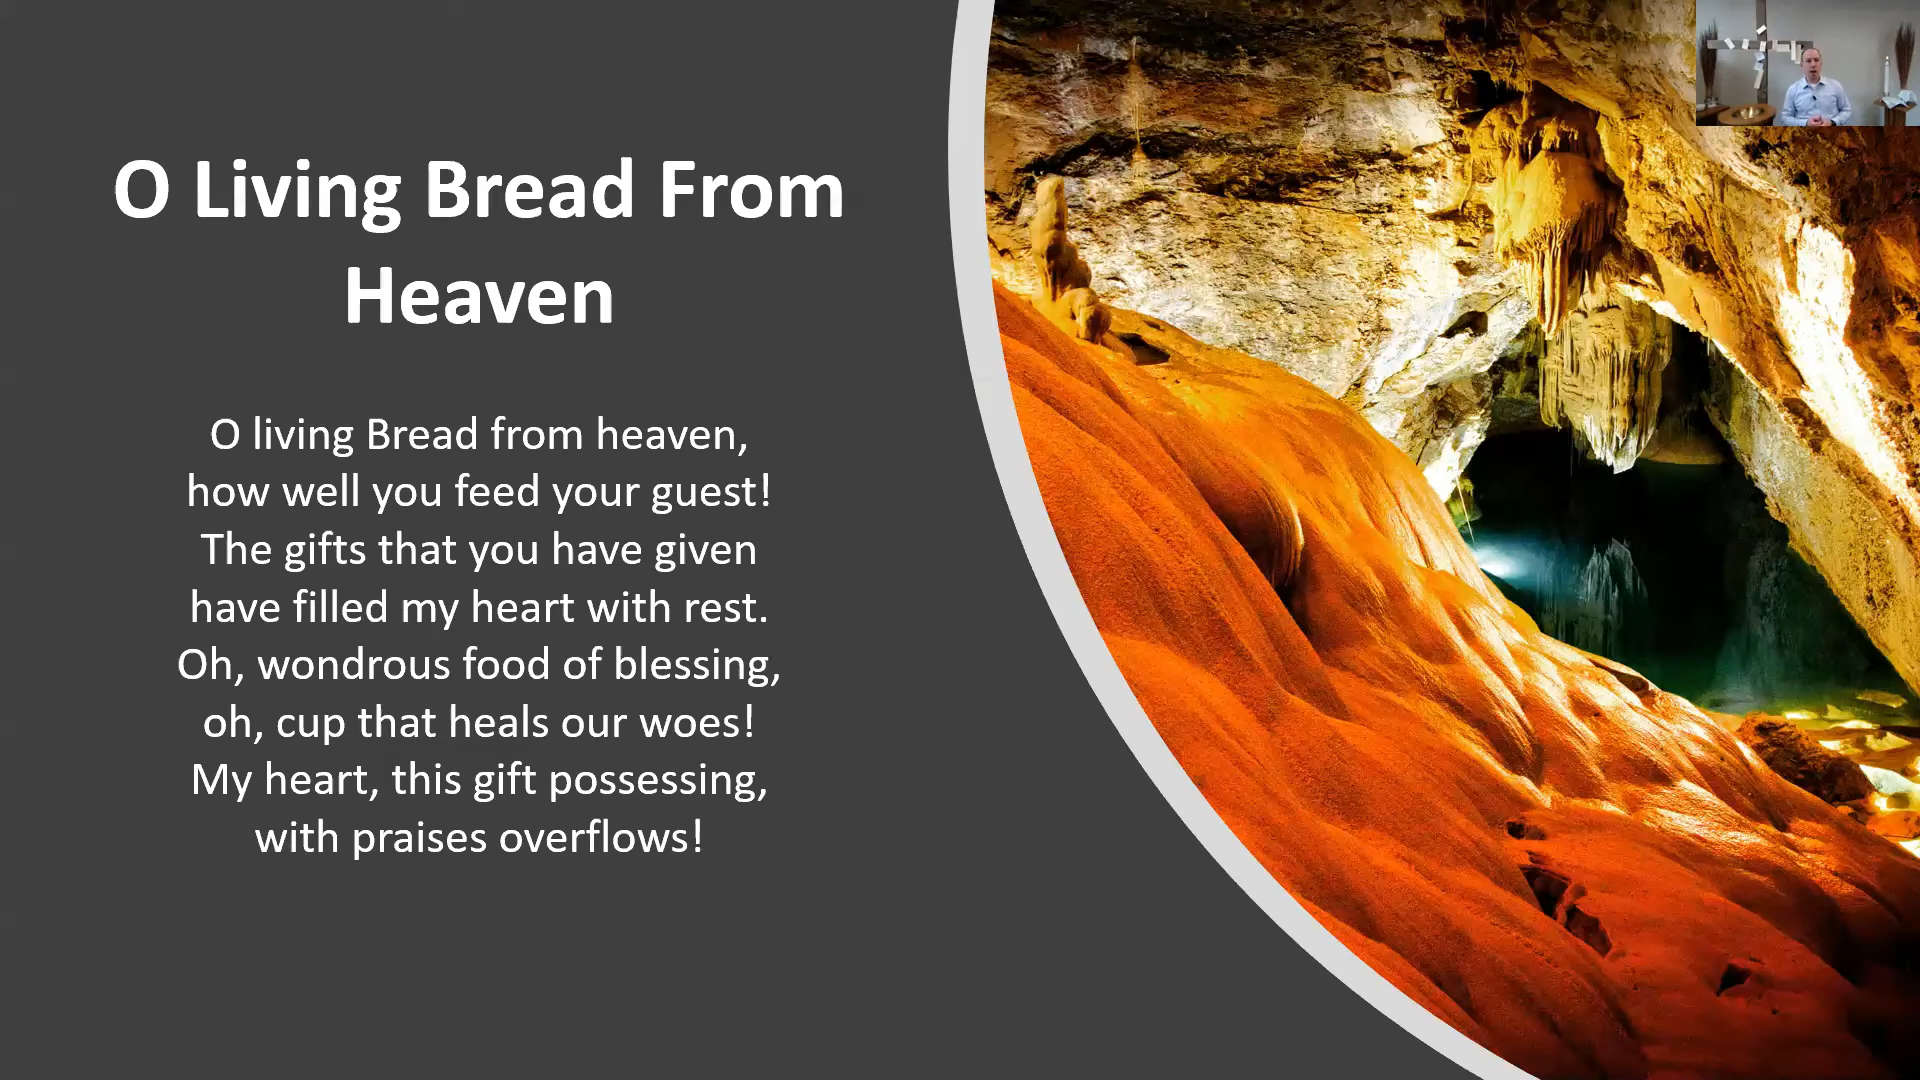 O Living Bread From
Heaven
O living Bread from heaven,
how well you feed your guest!
The gifts that you have given
have filled my heart with rest.
Oh, wondrous food of blessing,
oh, cup that heals our woes!
My heart, this gift possessing,
with praises overflows!